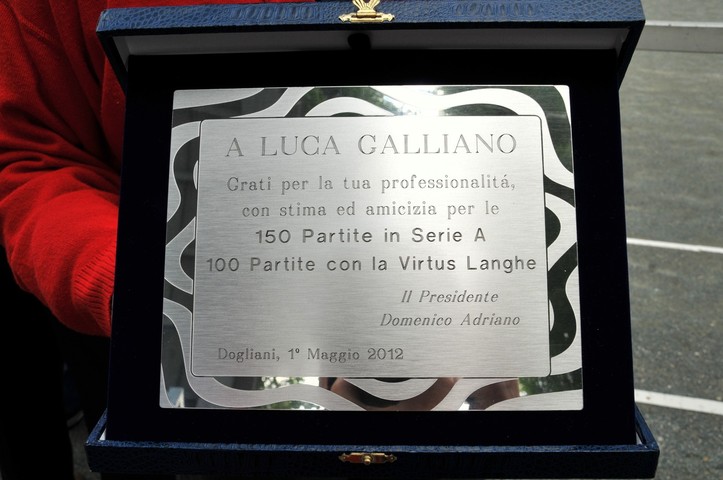 A LUCA GALLIANO
Grati per la tua professionalitá,
con stima ed amicizia per le
150 Partite in Serie A
100 Partite con la Virtus Langhe
Il Presidente
Domenico Adriano
Dogliani, 1° Maggio 2012